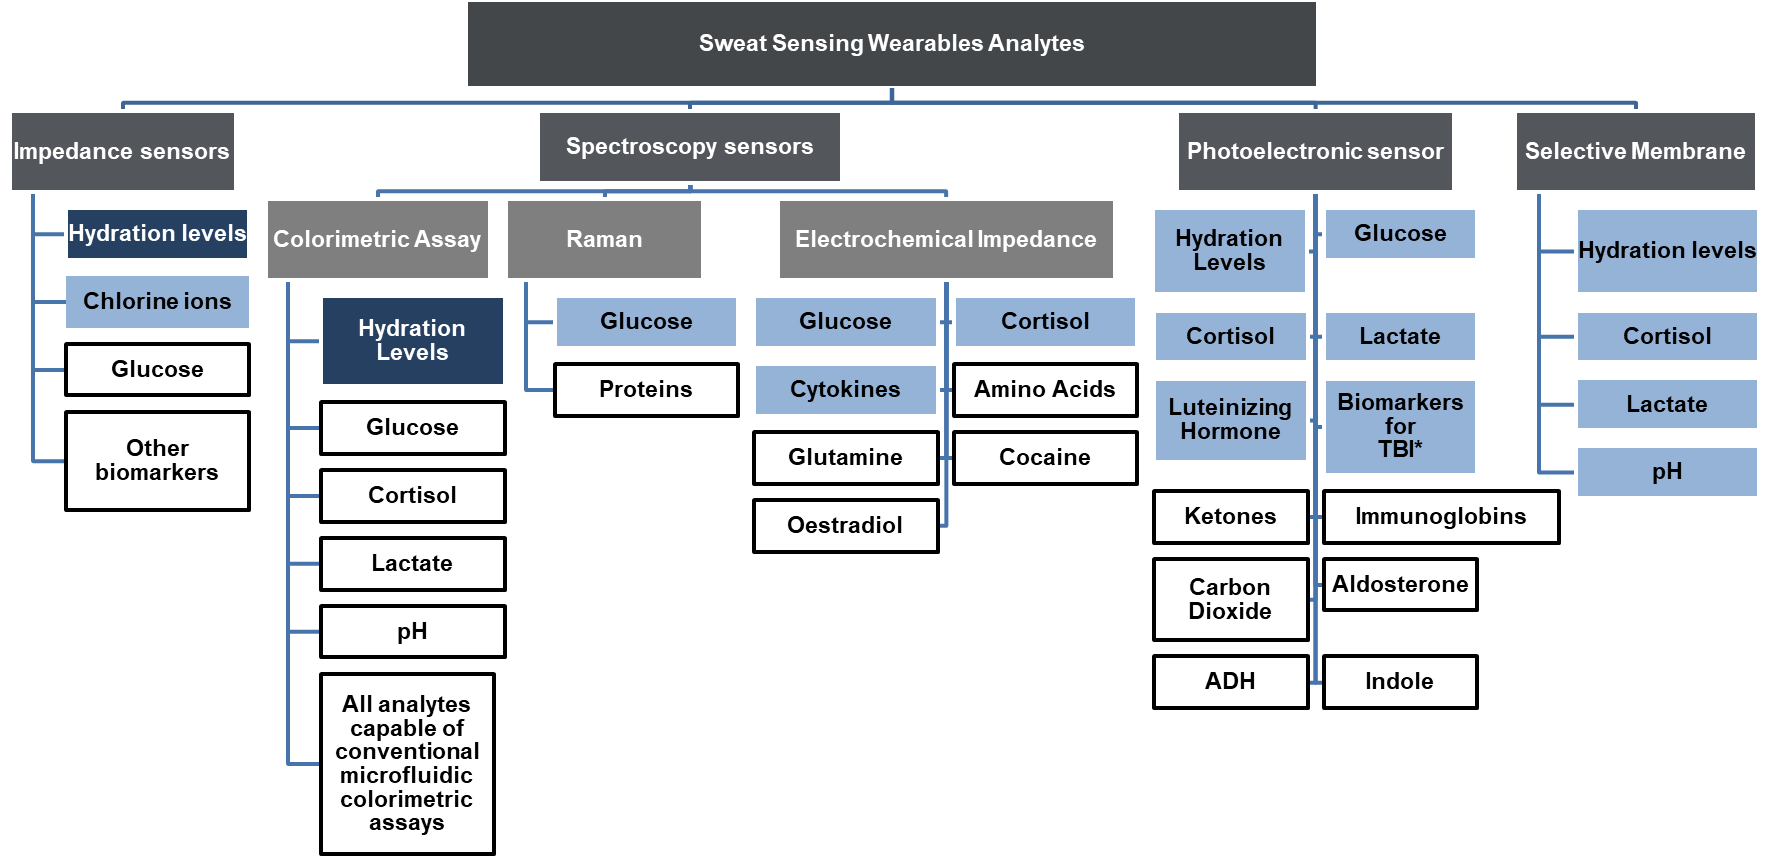 Sweat Sensing Wearables Analytes
Impedance sensors
Hydration levels
Chlorine ions
Glucose
Other
biomarkers
Spectroscopy sensors
Colorimetric Assay
Hydration
Levels
Glucose
Cortisol
Lactate
pH
All analytes
capable of
conventional
microfluidic
colorimetric
assays
Raman
Glucose
Proteins
Electrochemical Impedance
Glucose
Cortisol
Cytokines
Amino Acids
Glutamine
Cocaine
Oestradiol
Photoelectronic sensor
Hydration
Levels
Glucose
Cortisol
Lactate
Luteinizing
Hormone
Biomarkers
for
TBI*
Ketones
Immunoglobins
Carbon
Dioxide
Aldosterone
ADH
Indole
Selective Membrane
Hydration levels
Cortisol
Lactate
pH